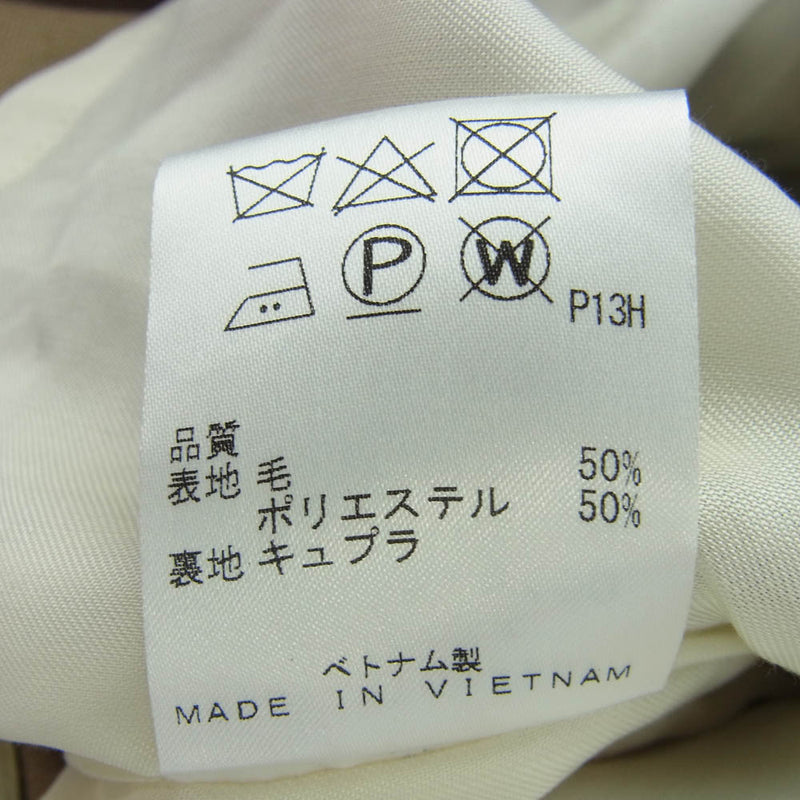 P
W
P13H
品質
表地 毛 50%
ポリエステル 50%
裏地 キュプラ
ベトナム製
MADE IN VIETNAM